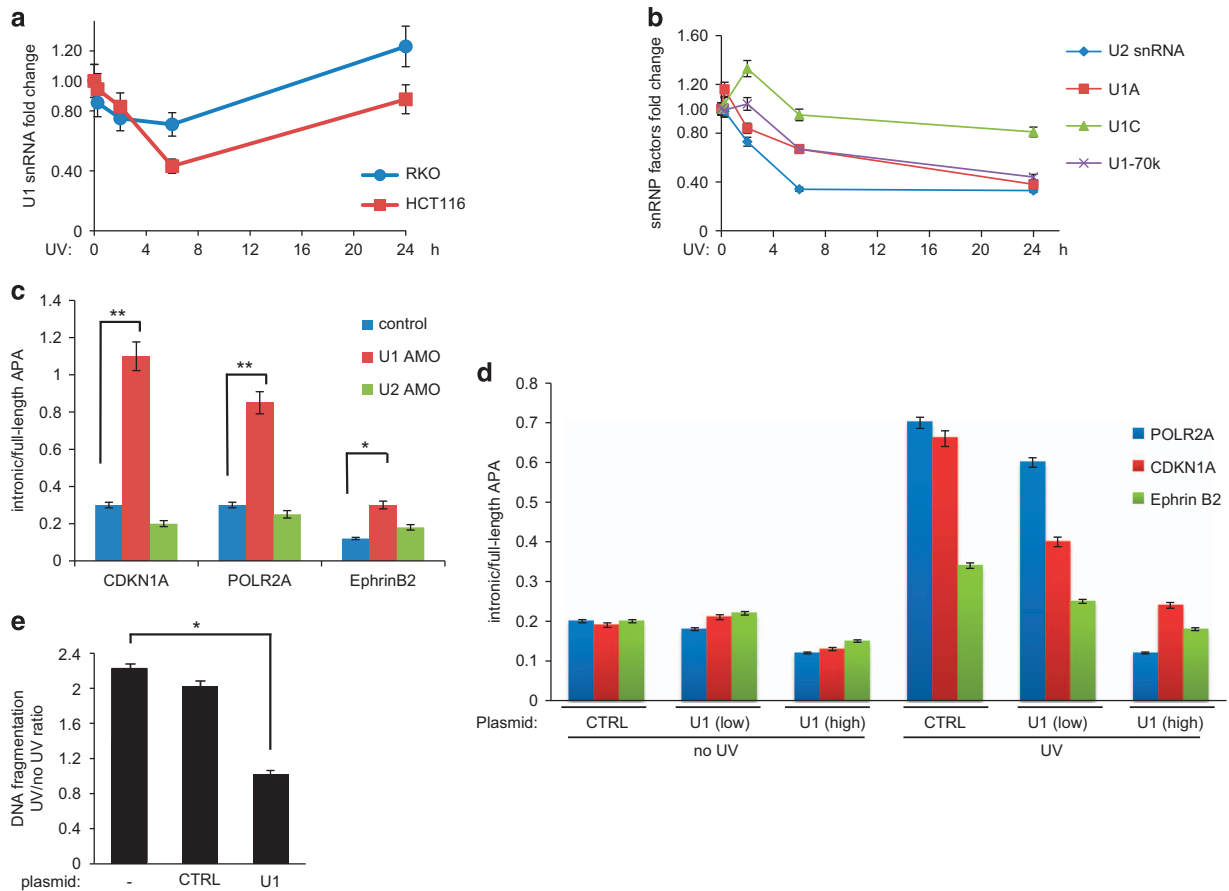 a
U1 snRNA fold change
1.20
1.00
0.80
0.40
0
UV: 0 4 8 12 16 20 24 h
RKO
HCT116
b
snRNP factors fold change
1.60
1.20
1.00
0.80
0.40
0
UV: 0 4 8 12 16 20 24 h
U2 snRNA
U1A
U1C
U1-70k
c
intronic/full-length APA
1.4
1.2
1
0.8
0.6
0.4
0.2
0
**
**
*
control
U1 AMO
U2 AMO
CDKN1A POLR2A EphrinB2
d
intronic/full-length APA
0.8
0.7
0.6
0.5
0.4
0.3
0.2
0.1
0
POLR2A
CDKN1A
Ephrin B2
Plasmid: CTRL U1 (low) U1 (high) CTRL U1 (low) U1 (high)
no UV UV
e
DNA fragmentation
UV/no UV ratio
2.4
2
1.6
1.2
0.8
0.4
0
*
plasmid: - CTRL U1